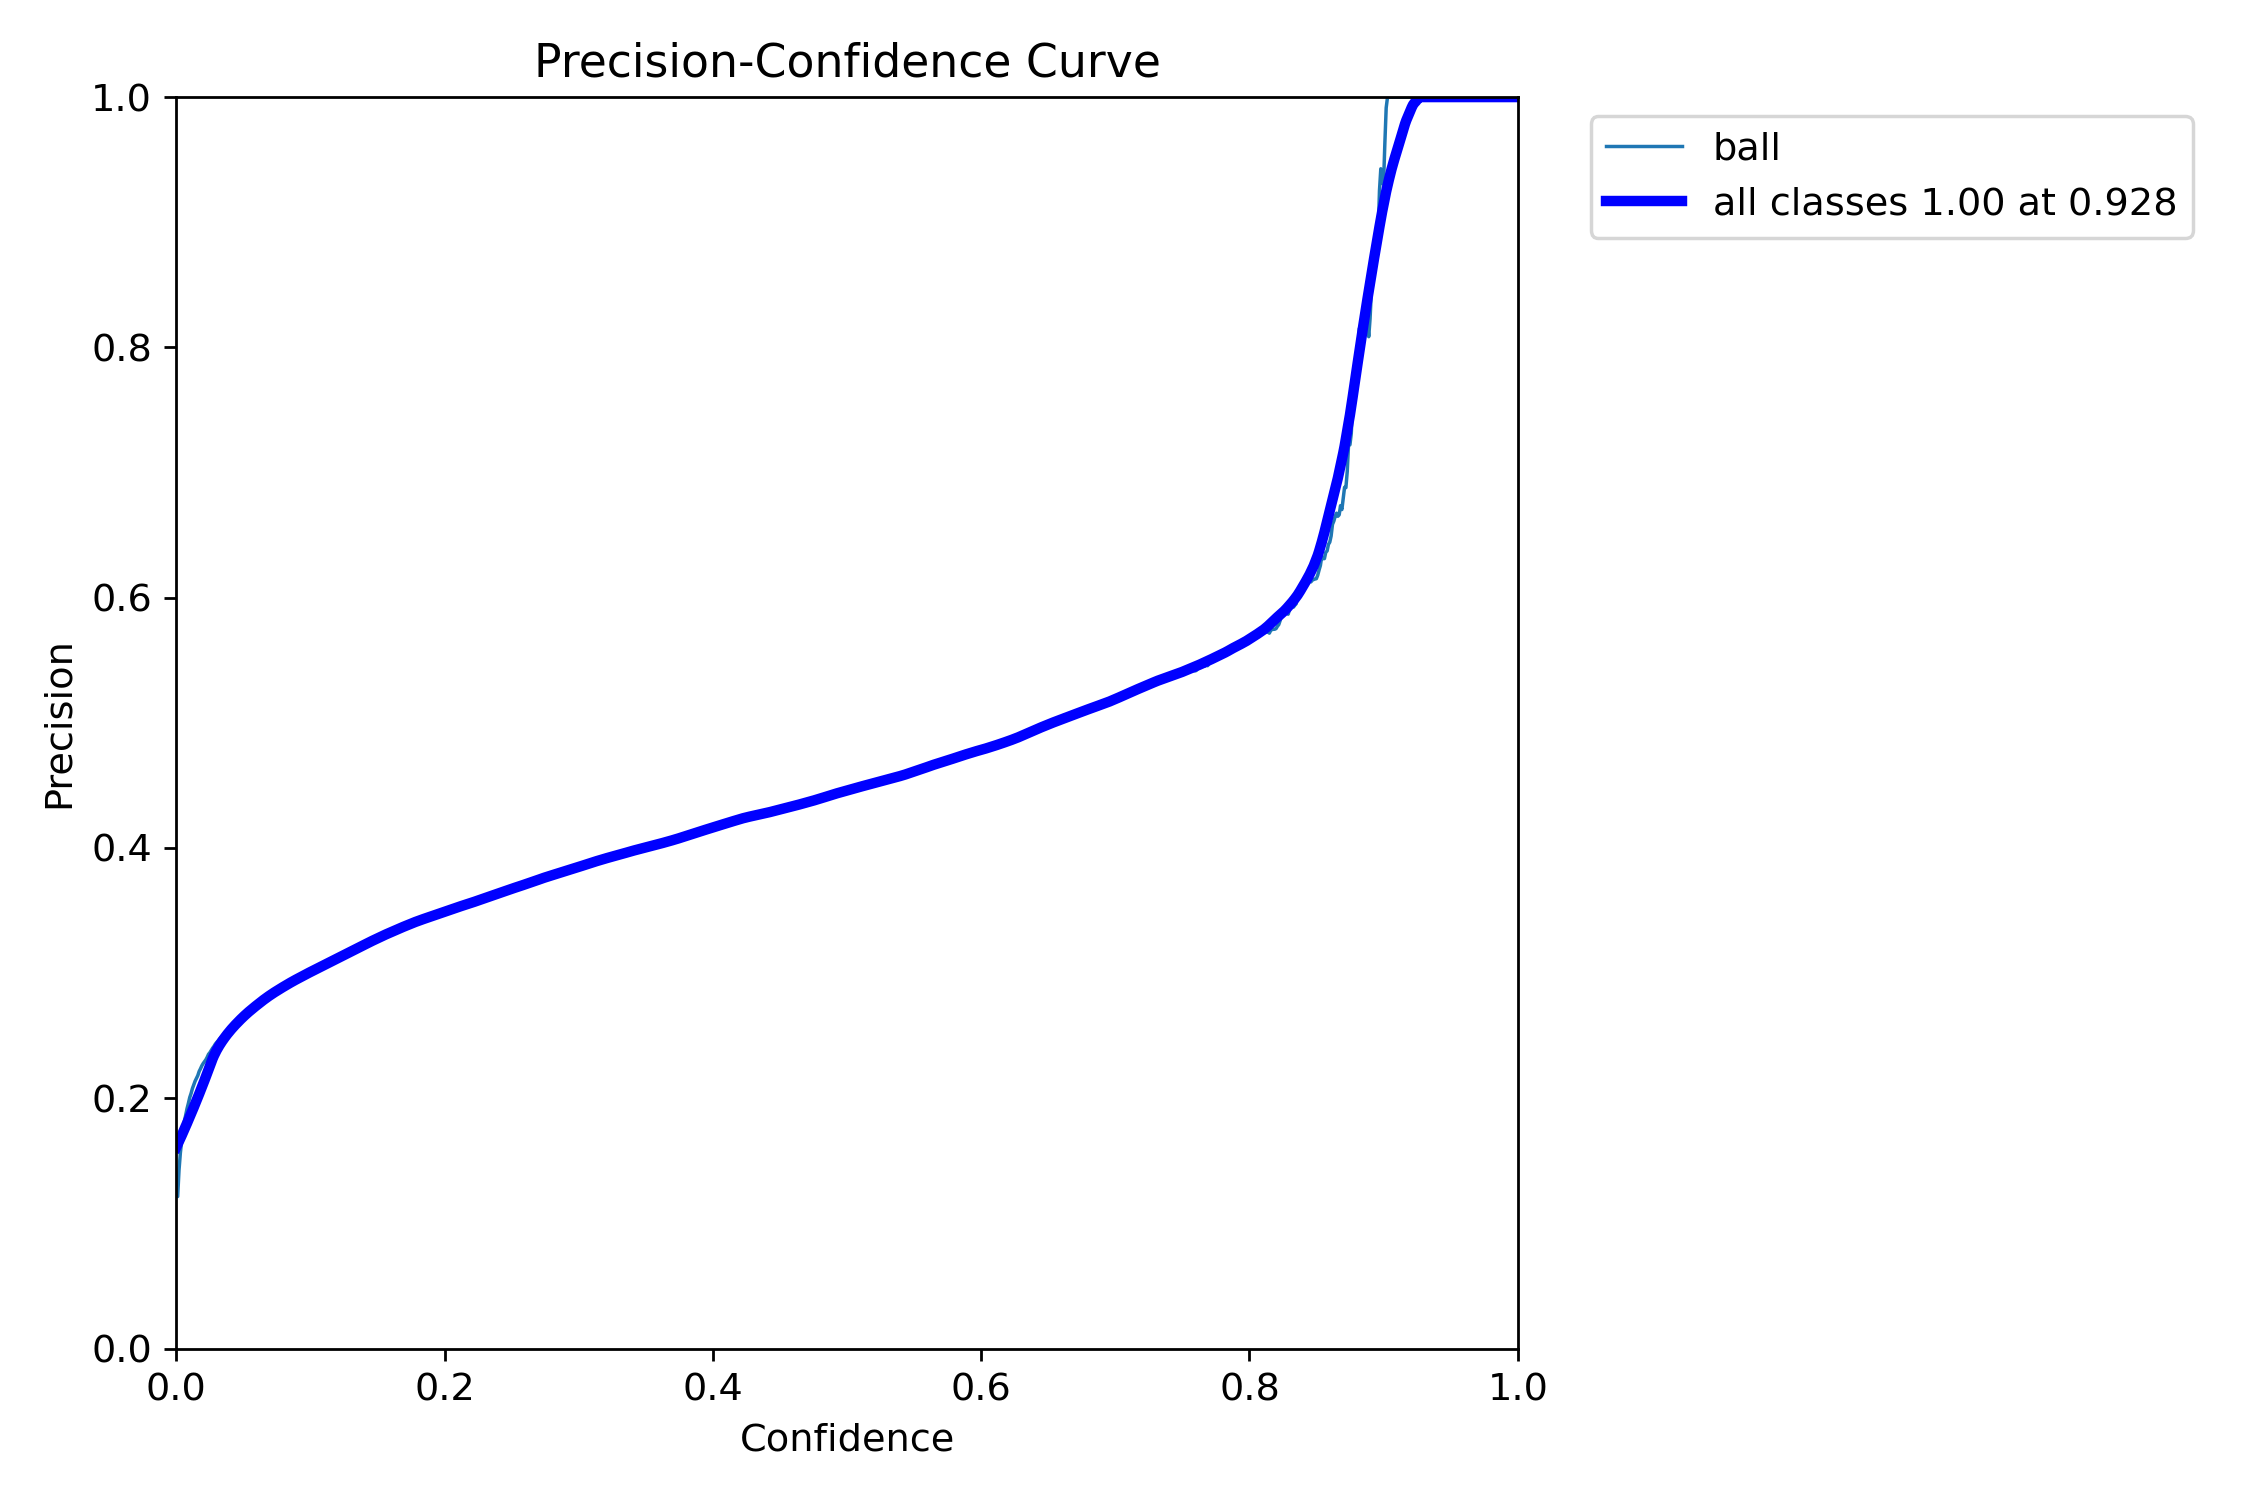 Precision-Confidence Curve
ball
all classes 1.00 at 0.928
1.0
0.8
0.6
0.4
0.2
0.0
Precision
0.0 0.2 0.4 0.6 0.8 1.0
Confidence